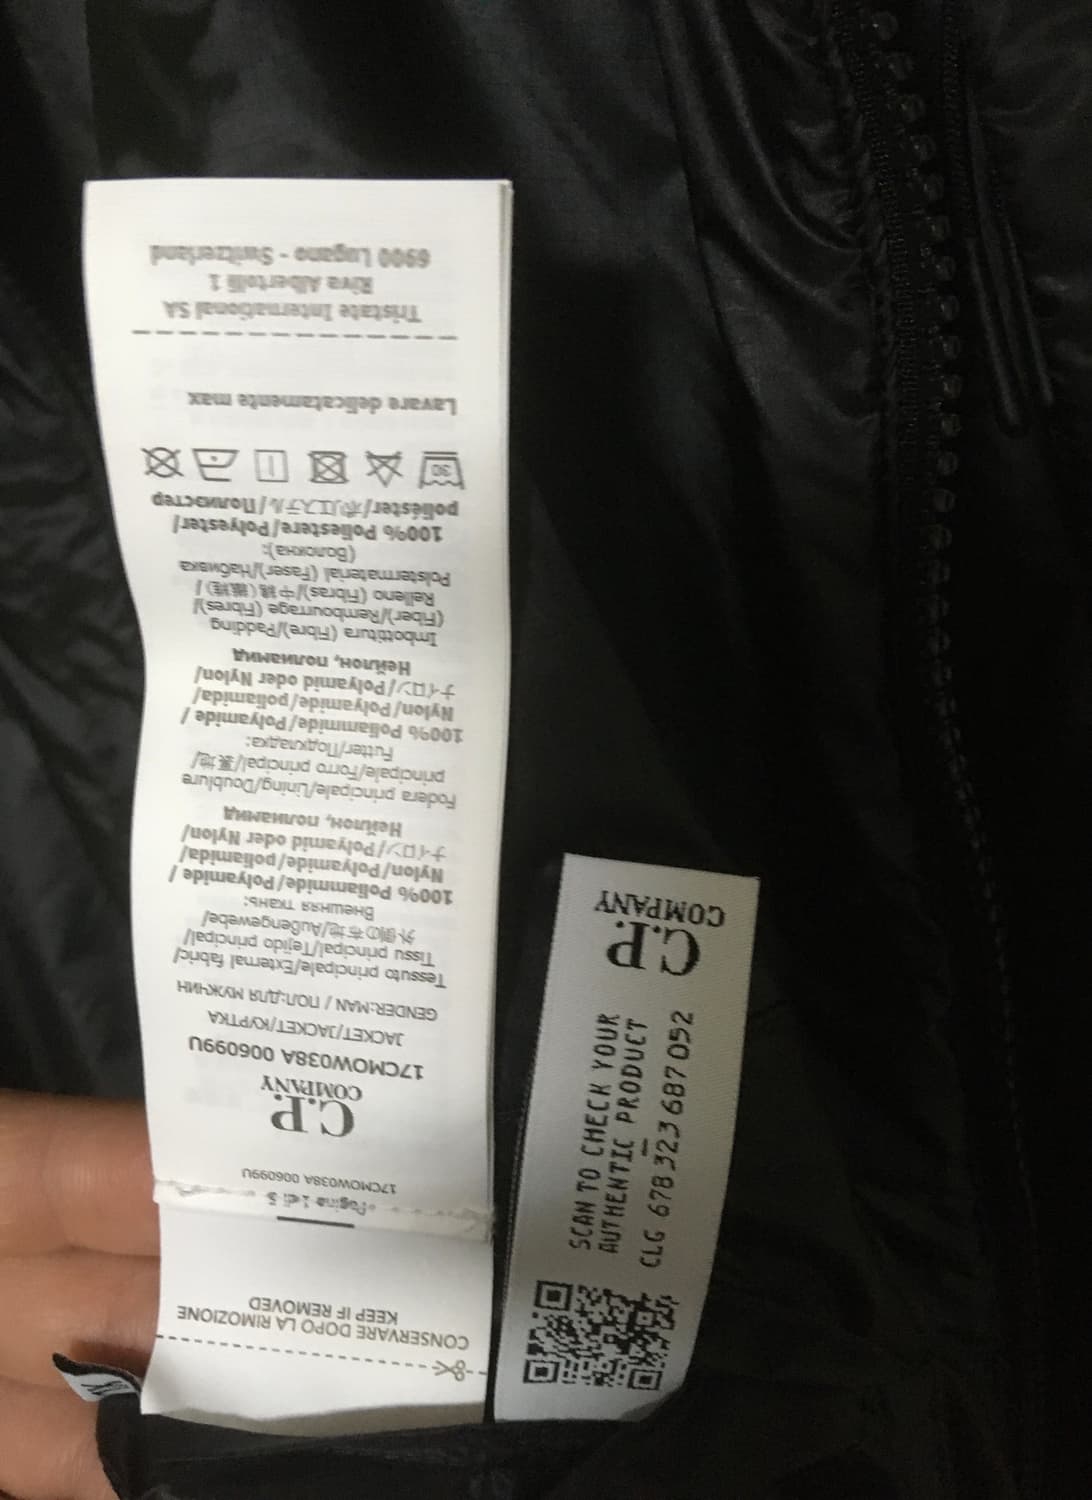 CONSERVARE DOPO LA RIMOZIONE
KEEP IF REMOVED
Pagina 1 di 5
17CMOW038A 006099U
C.P.
COMPANY
17CMOW038A 006099U
JACKET/JACKET/КУРТКА
GENDER:MAN / ПОЛ:ДЛЯ МУЖЧИН
Tessuto principale/External fabric/
Tissu principal/Tejido principal/
外側の布地/Außengewebe/
Внешняя ткань:
100% Poliammide/Polyamide /
Nylon/Polyamide/poliamida/
ナイロン/Polyamid oder Nylon/
Нейлон, полиамид
Fodera principale/Lining/Doublure
principale/Forro principal/裏地/
Futter/Подкладка:
100% Poliammide/Polyamide /
Nylon/Polyamide/poliamida/
ナイロン/Polyamid oder Nylon/
Нейлон, полиамид
Imbottitura (Fibre)/Padding
(Fiber)/Rembourrage (Fibres)/
Relleno (Fibras)/中綿(繊維)/
Polstermaterial (Faser)/Набивка
(Волокна):
100% Poliestere/Polyester/
poliéster/ポリエステル/Полиэстер
30
Lavare delicatamente max
Tristate International SA
Riva Albertolli 1
6900 Lugano - Switzerland
SCAN TO CHECK YOUR
AUTHENTIC PRODUCT
CLG 678 323 687 052
C.P.
COMPANY